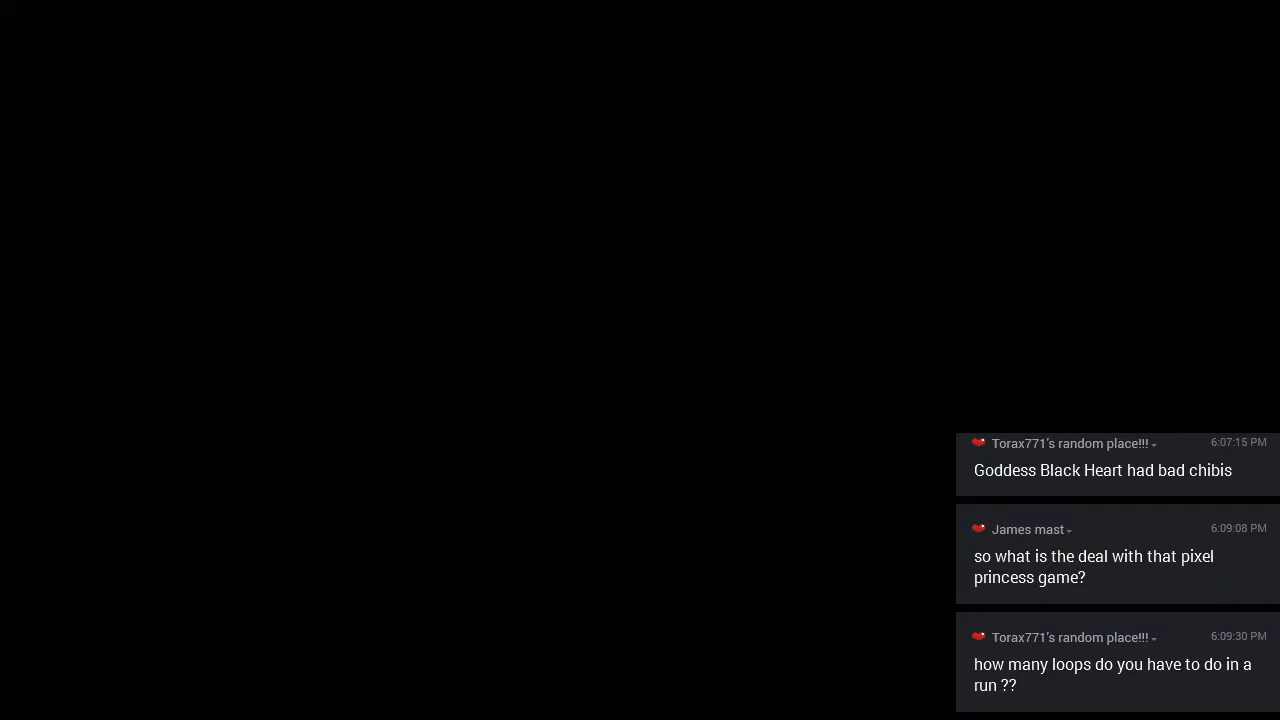 Torax771's random place!!! 6:07:15 PM
Goddess Black Heart had bad chibis
James mast 6:09:08 PM
so what is the deal with that pixel
princess game?
Torax771's random place!!! 6:09:30 PM
how many loops do you have to do in a
run ??